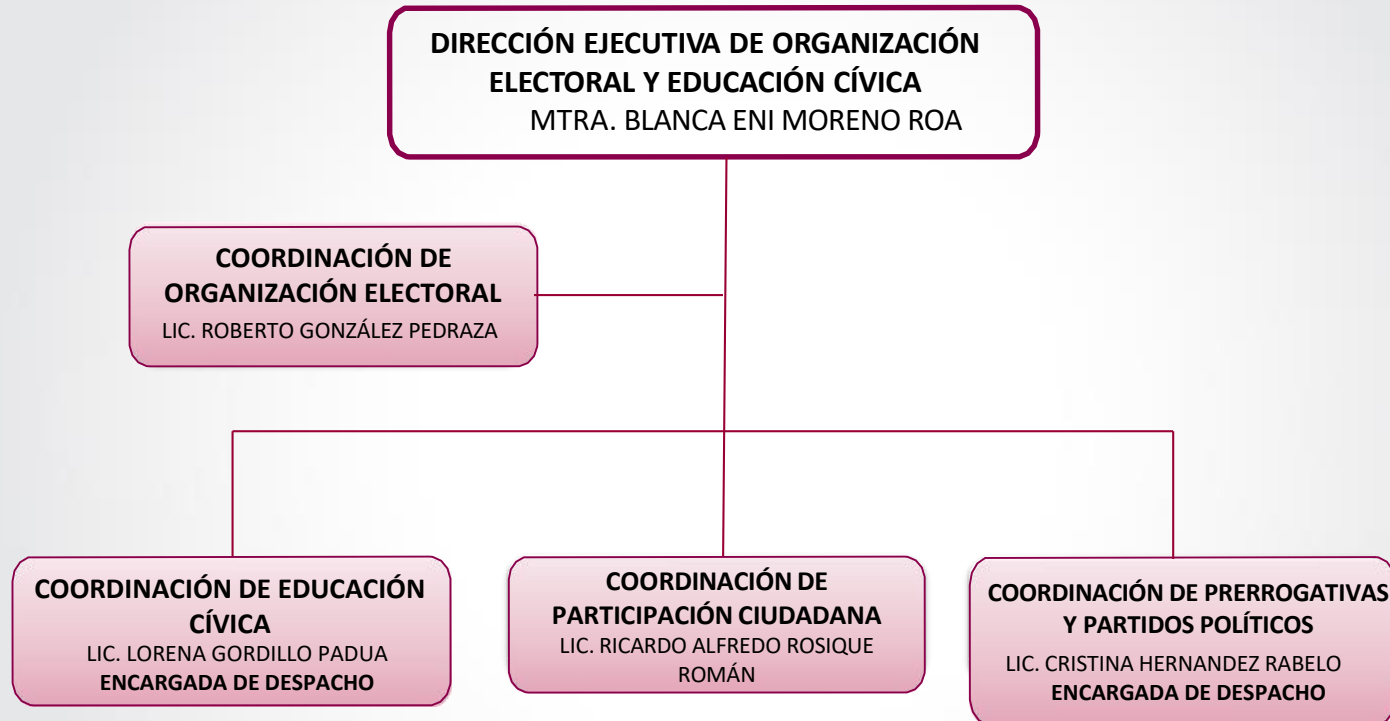 DIRECCIÓN EJECUTIVA DE ORGANIZACIÓN
ELECTORAL Y EDUCACIÓN CÍVICA
MTRA. BLANCA ENI MORENO ROA
COORDINACIÓN DE
ORGANIZACIÓN ELECTORAL
LIC. ROBERTO GONZÁLEZ PEDRAZA
COORDINACIÓN DE EDUCACIÓN
CÍVICA
LIC. LORENA GORDILLO PADUA
ENCARGADA DE DESPACHO
COORDINACIÓN DE
PARTICIPACIÓN CIUDADANA
LIC. RICARDO ALFREDO ROSIQUE
ROMÁN
COORDINACIÓN DE PRERROGATIVAS
Y PARTIDOS POLÍTICOS
LIC. CRISTINA HERNANDEZ RABELO
ENCARGADA DE DESPACHO